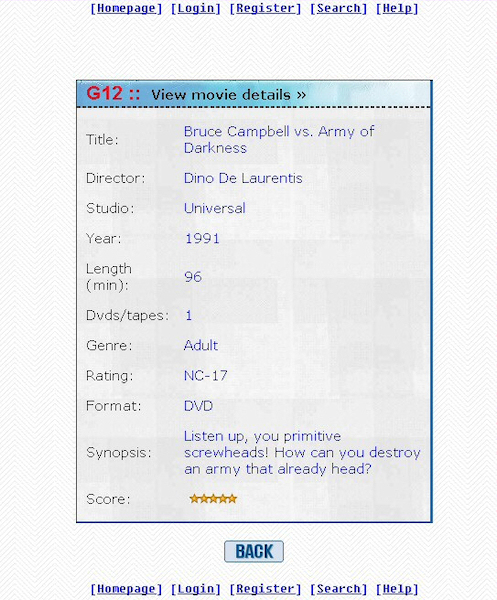 [Homepage] [Login] [Register] [Search] [Help]
G12 :: View movie details »
Title: Bruce Campbell vs. Army of
Darkness
Director: Dino De Laurentis
Studio: Universal
Year: 1991
Length
(min): 96
Dvds/tapes: 1
Genre: Adult
Rating: NC-17
Format: DVD
Synopsis: Listen up, you primitive
screwheads! How can you destroy
an army that already head?
Score:
BACK
[Homepage] [Login] [Register] [Search] [Help]